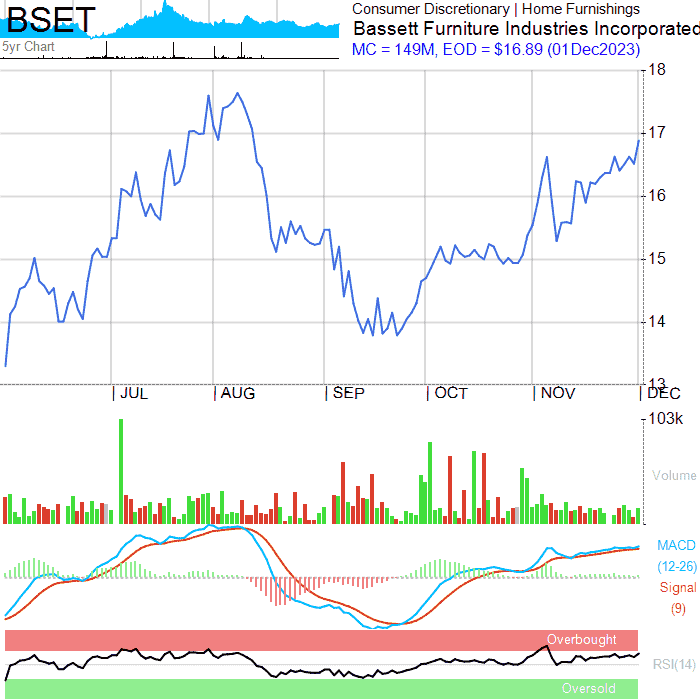 BSET
Consumer Discretionary | Home Furnishings
Bassett Furniture Industries Incorporated
MC = 149M, EOD = $16.89 (01Dec2023)
5yr Chart
18
17
16
15
14
13
JUL AUG SEP OCT NOV DEC
103k
Volume
MACD
(12-26)
Signal
(9)
Overbought
RSI(14)
Oversold